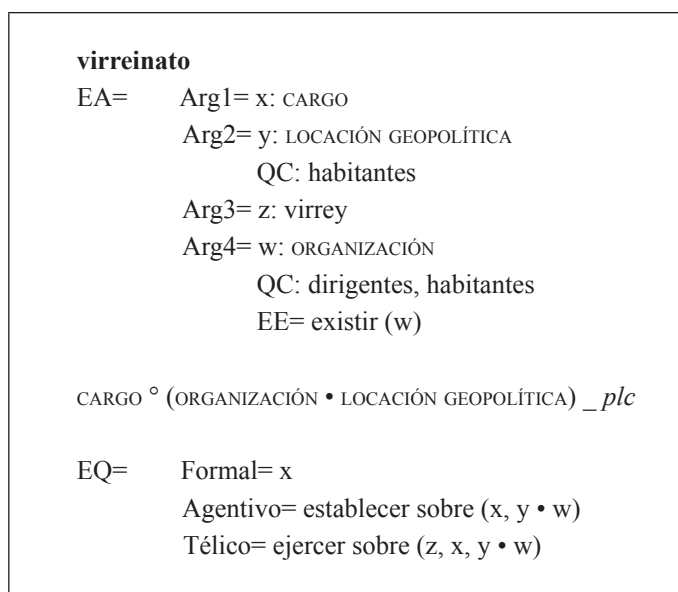 virreinato
EA= Arg1= x: CARGO
Arg2= y: LOCACIÓN GEOPOLÍTICA
QC: habitantes
Arg3= z: virrey
Arg4= w: ORGANIZACIÓN
QC: dirigentes, habitantes
EE= existir (w)
CARGO ° (ORGANIZACIÓN • LOCACIÓN GEOPOLÍTICA) _ plc
EQ= Formal= x
Agentivo= establecer sobre (x, y • w)
Télico= ejercer sobre (z, x, y • w)